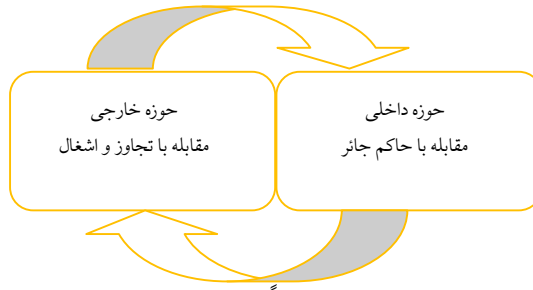 حوزه داخلی
مقابله با حاکم جائر
حوزه خارجی
مقابله با تجاوز و اشغال